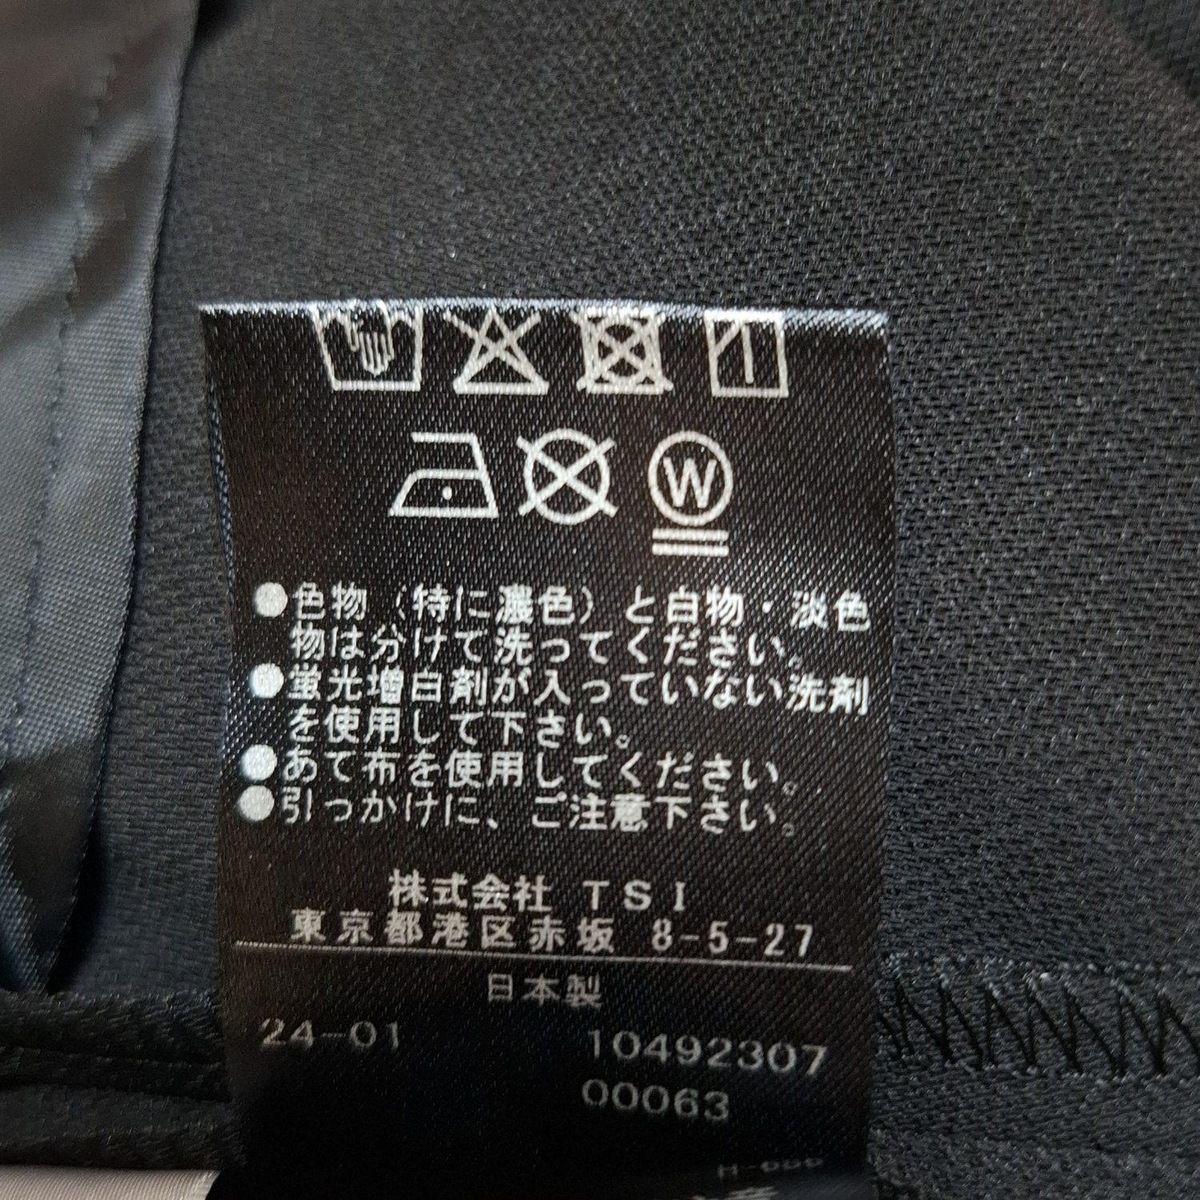 W
●色物（特に濃色）と白物・淡色
物は分けて洗ってください。
●蛍光増白剤が入っていない洗剤
を使用して下さい。
●あて布を使用してください。
●引っかけに、ご注意下さい。
株式会社 TSI
東京都港区赤坂 8-5-27
日本製
24-01 10492307
00063